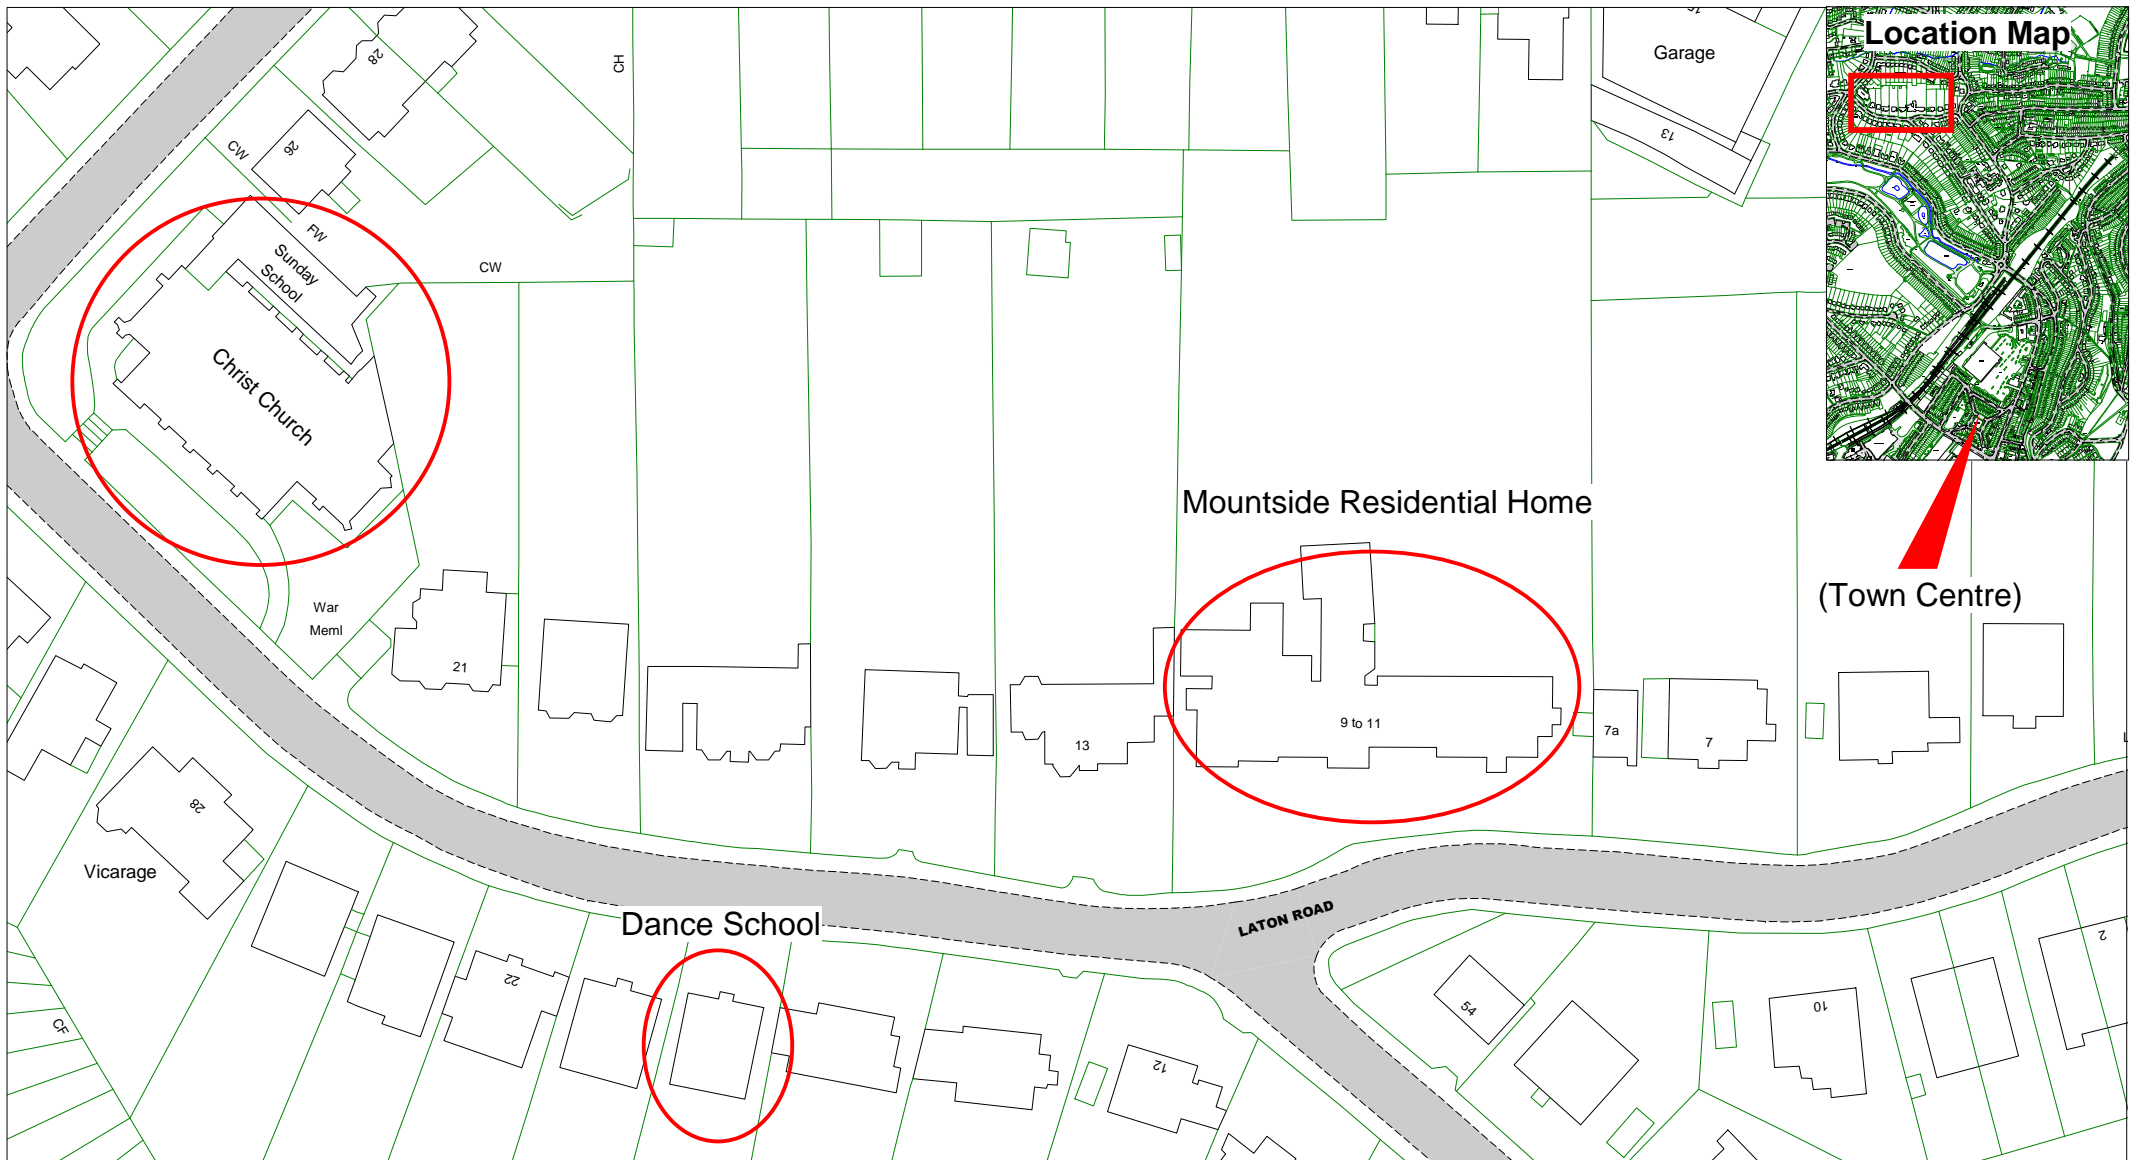 Location Map
Garage
13
CH
28
26
CW
FW
CW
Sunday
School
Christ Church
War
Meml
Mountside Residential Home
(Town Centre)
21
13
9 to 11
7a
7
28
Vicarage
Dance School
LATON ROAD
22
12
54
10
2
CF